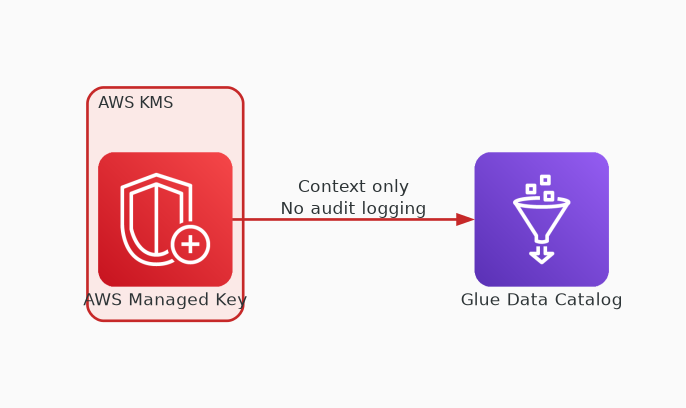 AWS KMS
Context only
No audit logging
AWS Managed Key
Glue Data Catalog